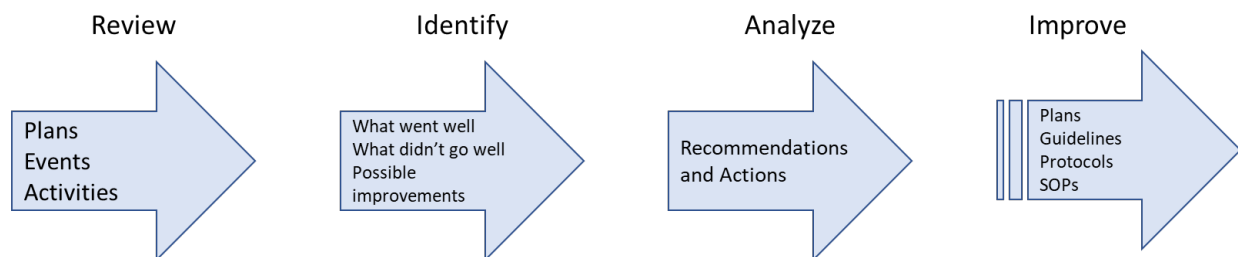 Review
Plans
Events
Activities
Identify
What went well
What didn’t go well
Possible
improvements
Analyze
Recommendations
and Actions
Improve
Plans
Guidelines
Protocols
SOPs